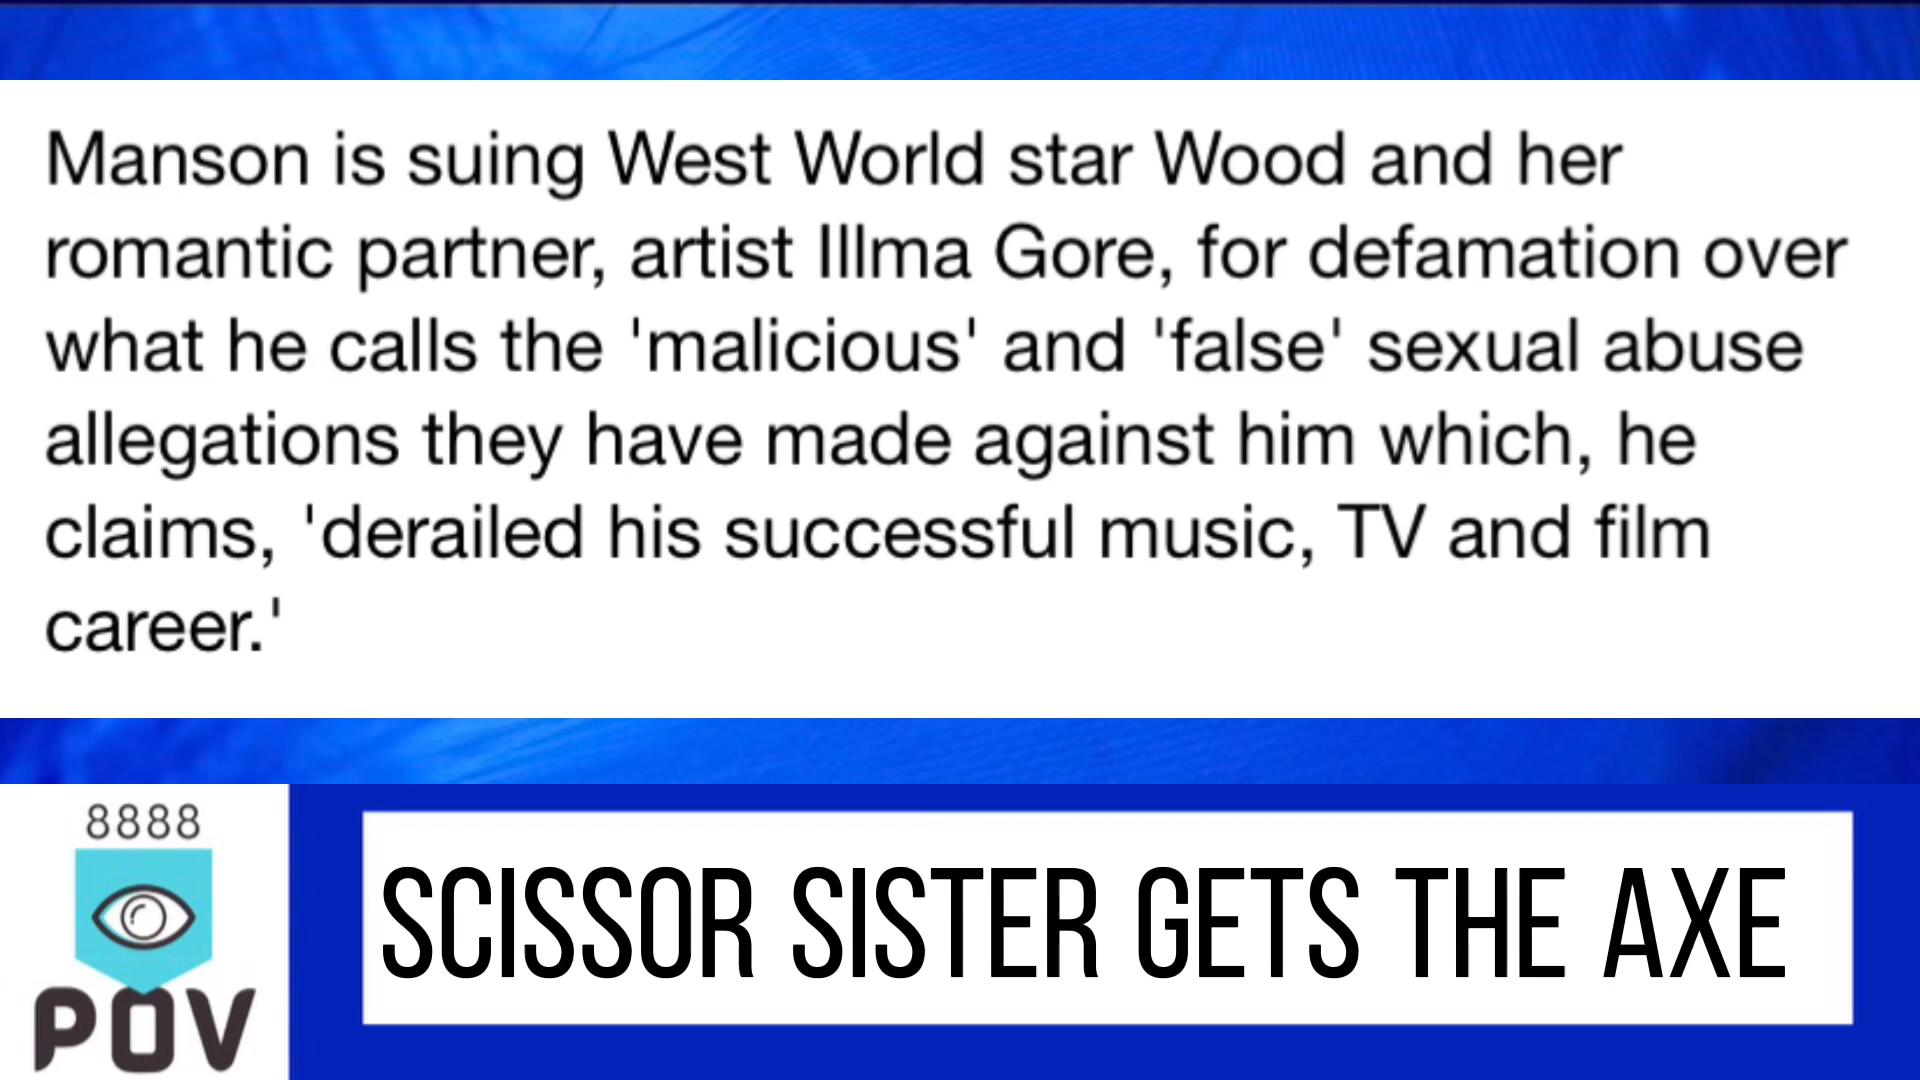 Manson is suing West World star Wood and her
romantic partner, artist Illma Gore, for defamation over
what he calls the 'malicious' and 'false' sexual abuse
allegations they have made against him which, he
claims, 'derailed his successful music, TV and film
career.'
8888
POV
SCISSOR SISTER GETS THE AXE